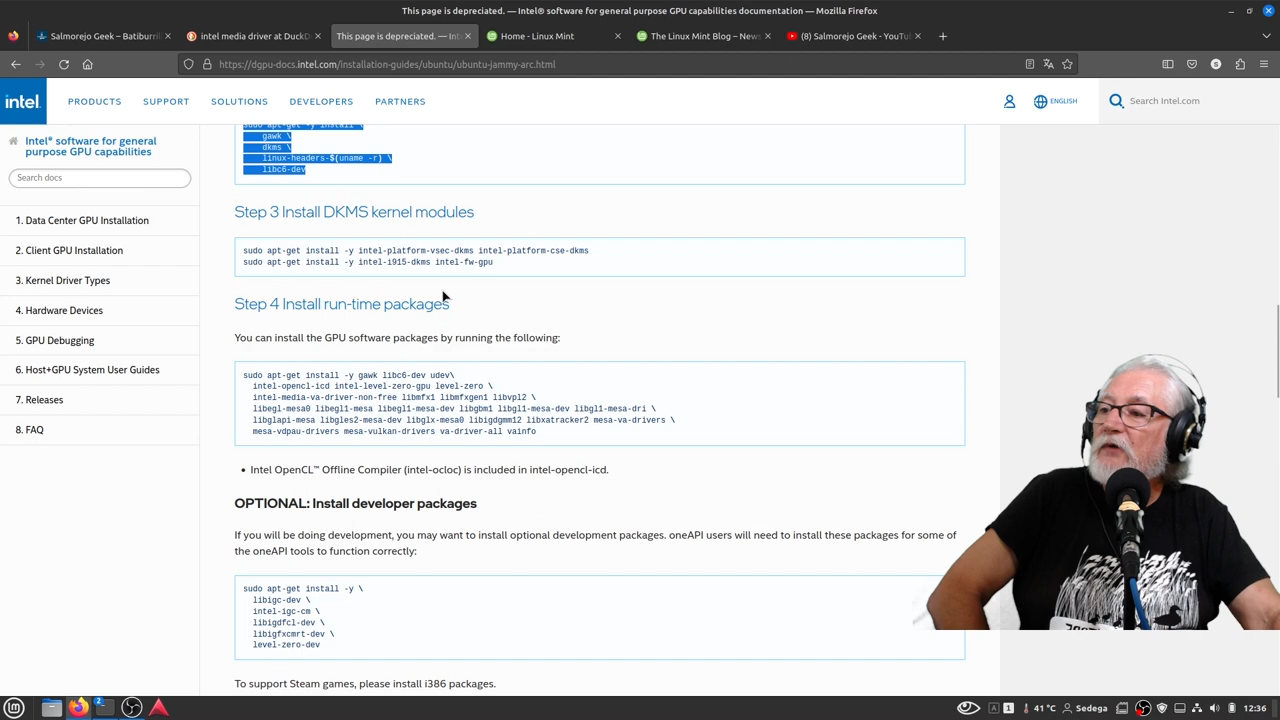 This page is depreciated. — Intel® software for general purpose GPU capabilities documentation — Mozilla Firefox
Salmorejo Geek – Batiburril
intel media driver at DuckD
This page is depreciated. — Int
Home - Linux Mint
The Linux Mint Blog – News
(8) Salmorejo Geek - YouTu
https://dgpu-docs.intel.com/installation-guides/ubuntu/ubuntu-jammy-arc.html
intel.
PRODUCTS
SUPPORT
SOLUTIONS
DEVELOPERS
PARTNERS
ENGLISH
Search Intel.com
Intel® software for general
purpose GPU capabilities
Search docs
1. Data Center GPU Installation
2. Client GPU Installation
3. Kernel Driver Types
4. Hardware Devices
5. GPU Debugging
6. Host+GPU System User Guides
7. Releases
8. FAQ
sudo apt-get -y install \
gawk \
dkms \
linux-headers-$(uname -r) \
libc6-dev
Step 3 Install DKMS kernel modules
sudo apt-get install -y intel-platform-vsec-dkms intel-platform-cse-dkms
sudo apt-get install -y intel-i915-dkms intel-fw-gpu
Step 4 Install run-time packages
You can install the GPU software packages by running the following:
sudo apt-get install -y gawk libc6-dev udev\
intel-opencl-icd intel-level-zero-gpu level-zero \
intel-media-va-driver-non-free libmfx1 libmfxgen1 libvpl2 \
libegl-mesa0 libegl1-mesa libegl1-mesa-dev libgbm1 libgl1-mesa-dev libgl1-mesa-dri \
libglapi-mesa libgles2-mesa-dev libglx-mesa0 libigdgmm12 libxatracker2 mesa-va-drivers \
mesa-vdpau-drivers mesa-vulkan-drivers va-driver-all vainfo
• Intel OpenCL™ Offline Compiler (intel-ocloc) is included in intel-opencl-icd.
OPTIONAL: Install developer packages
If you will be doing development, you may want to install optional development packages. oneAPI users will need to install these packages for some of
the oneAPI tools to function correctly:
sudo apt-get install -y \
libigc-dev \
intel-igc-cm \
libigdfcl-dev \
libigfxcmrt-dev \
level-zero-dev
To support Steam games, please install i386 packages.
2
A
1
41 °C
Sedega
12:36